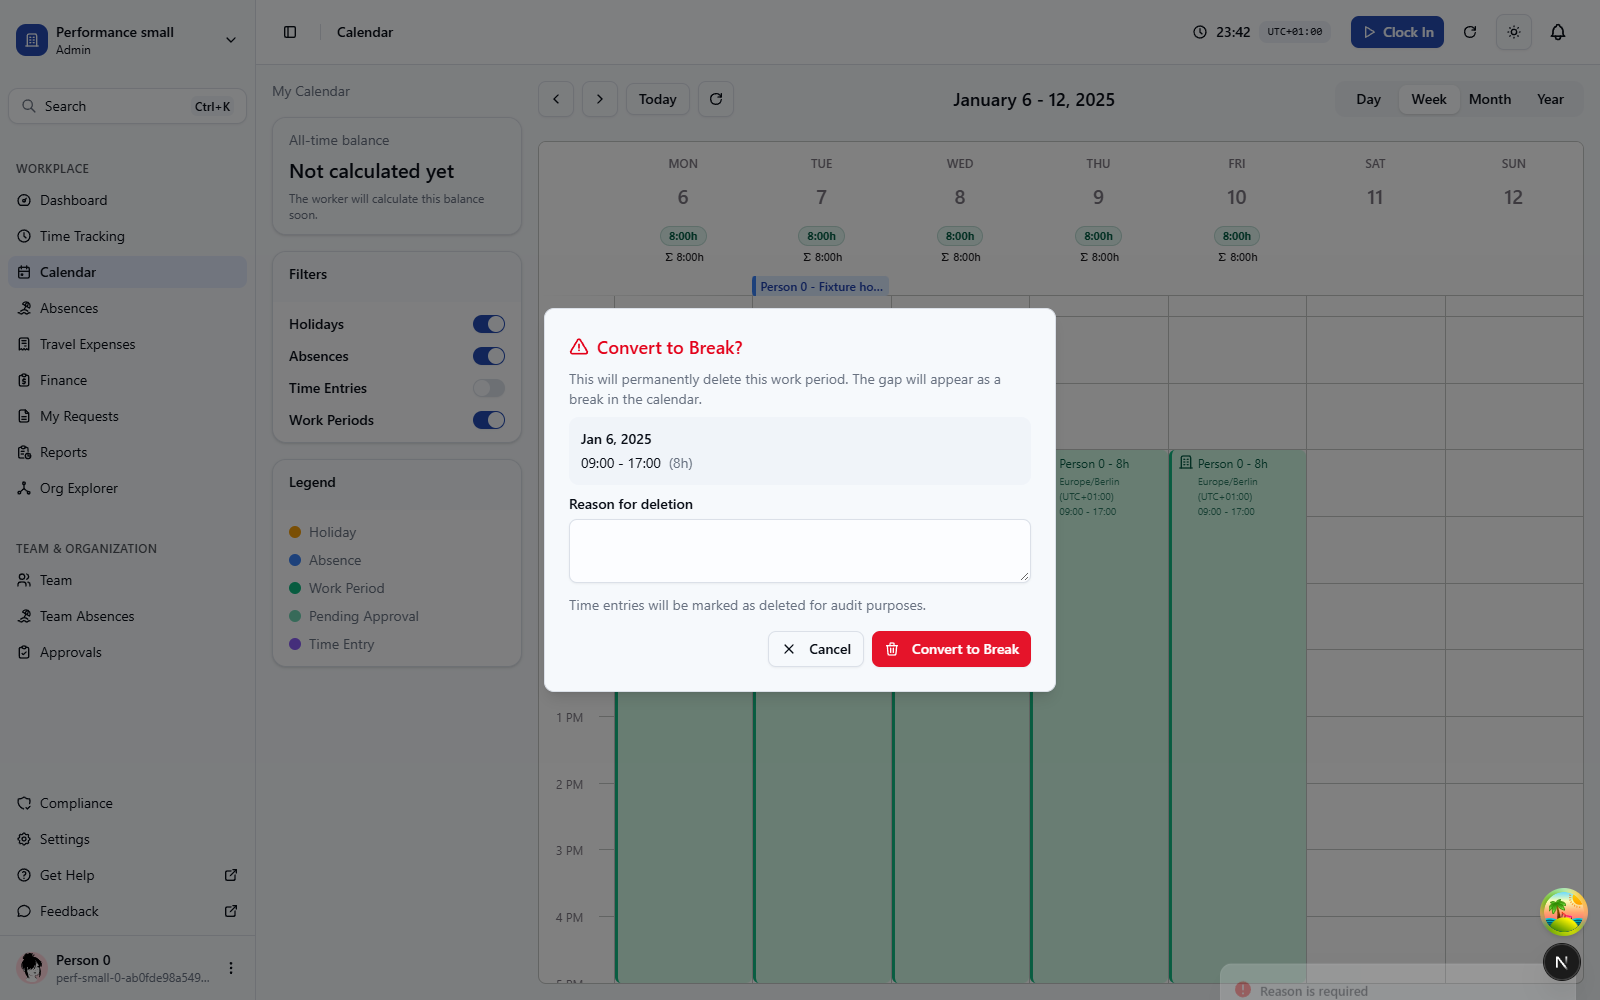 Performance small
Admin
Search
Ctrl+K
WORKPLACE
Dashboard
Time Tracking
Calendar
Absences
Travel Expenses
Finance
My Requests
Reports
Org Explorer
TEAM & ORGANIZATION
Team
Team Absences
Approvals
Compliance
Settings
Get Help
Feedback
Person 0
perf-small-0-ab0fde98a549...
Calendar
23:42
UTC+01:00
Clock In
My Calendar
All-time balance
Not calculated yet
The worker will calculate this balance
soon.
Filters
Holidays
Absences
Time Entries
Work Periods
Legend
Holiday
Absence
Work Period
Pending Approval
Time Entry
Today
January 6 - 12, 2025
Day
Week
Month
Year
MON
TUE
WED
THU
FRI
SAT
SUN
6
7
8
9
10
11
12
8:00h
8:00h
8:00h
8:00h
8:00h
Σ 8:00h
Σ 8:00h
Σ 8:00h
Σ 8:00h
Σ 8:00h
Person 0 - Fixture ho...
Person 0 - 8h
Europe/Berlin
(UTC+01:00)
09:00 - 17:00
Person 0 - 8h
Europe/Berlin
(UTC+01:00)
09:00 - 17:00
1 PM
2 PM
3 PM
4 PM
5 PM
Convert to Break?
This will permanently delete this work period. The gap will appear as a
break in the calendar.
Jan 6, 2025
09:00 - 17:00 (8h)
Reason for deletion
Time entries will be marked as deleted for audit purposes.
Cancel
Convert to Break
Reason is required
N